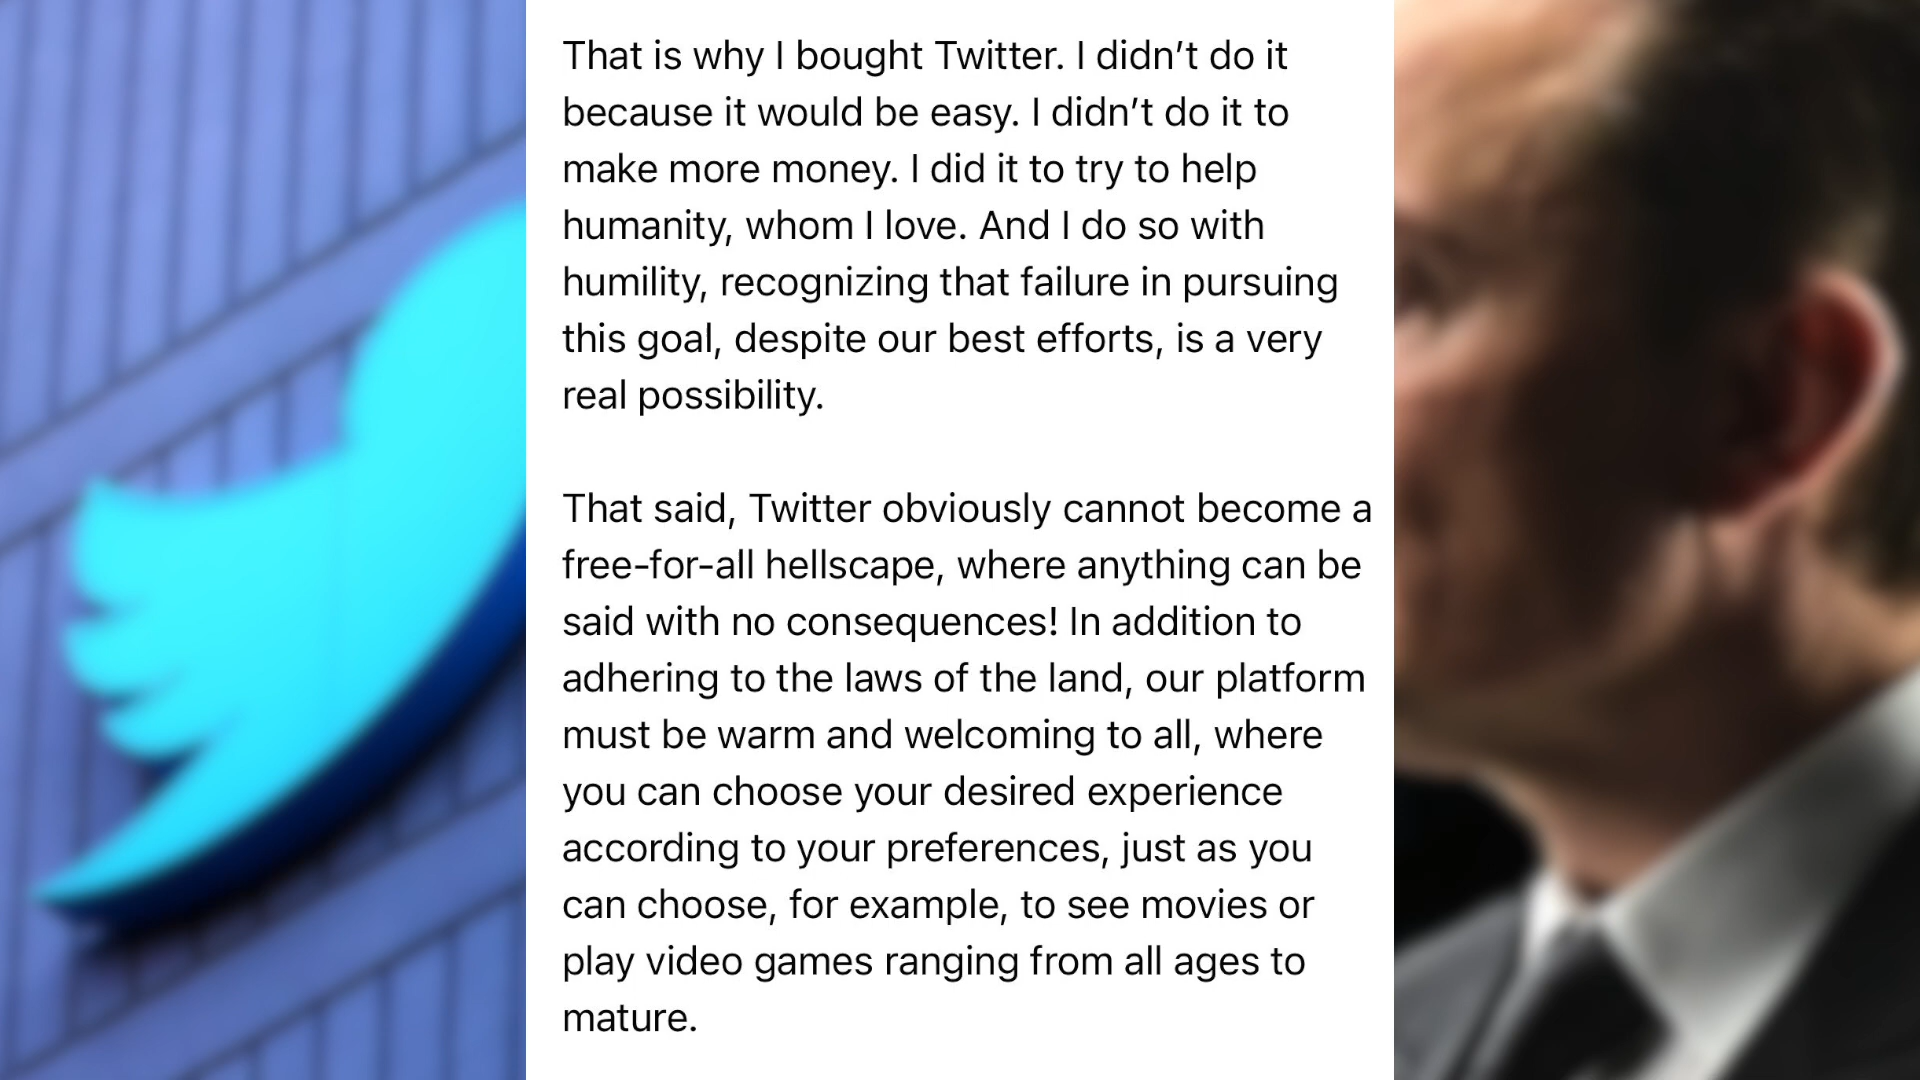 That is why I bought Twitter. I didn’t do it
because it would be easy. I didn’t do it to
make more money. I did it to try to help
humanity, whom I love. And I do so with
humility, recognizing that failure in pursuing
this goal, despite our best efforts, is a very
real possibility.
That said, Twitter obviously cannot become a
free-for-all hellscape, where anything can be
said with no consequences! In addition to
adhering to the laws of the land, our platform
must be warm and welcoming to all, where
you can choose your desired experience
according to your preferences, just as you
can choose, for example, to see movies or
play video games ranging from all ages to
mature.